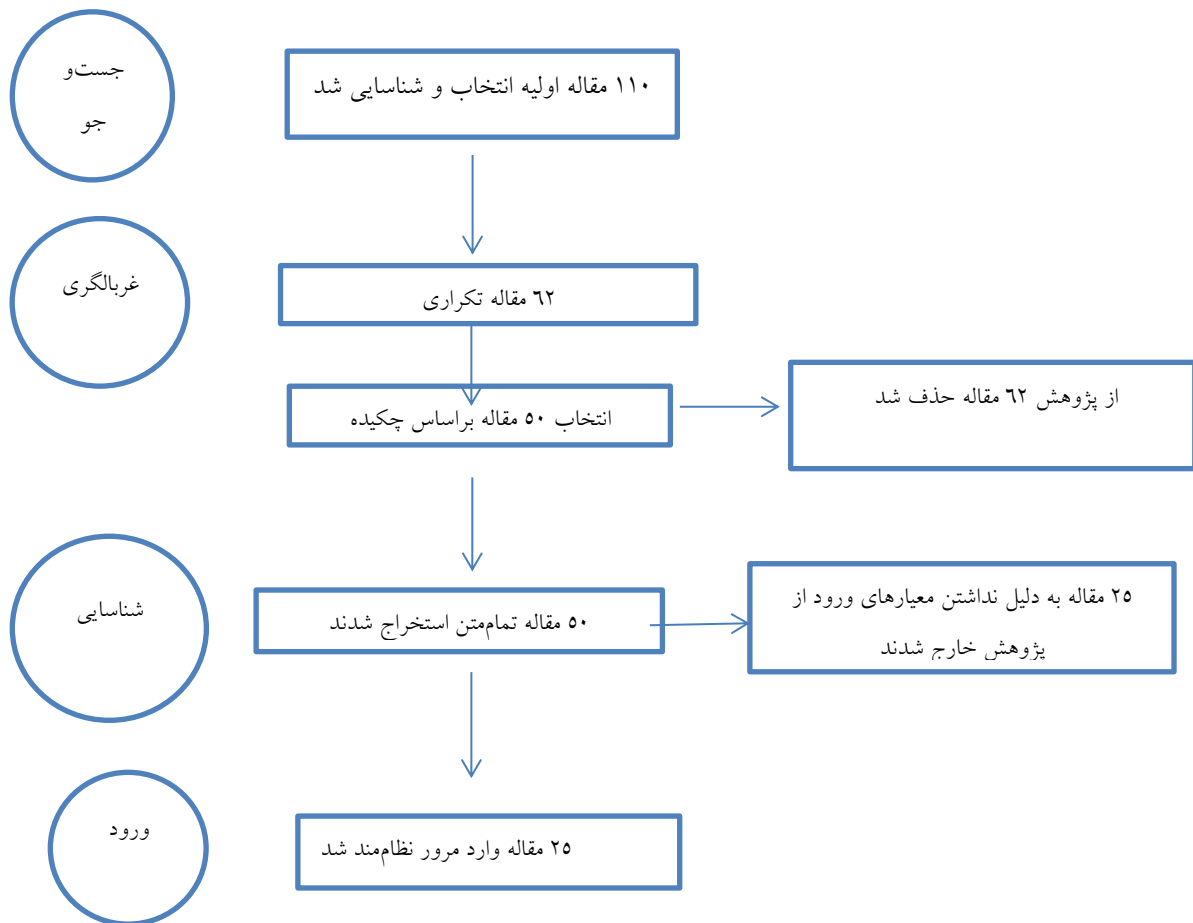 جست‌و
جو
۱۱۰ مقاله اولیه انتخاب و شناسایی شد
غربالگری
۶۲ مقاله تکراری
انتخاب ۵۰ مقاله براساس چکیده
از پژوهش ۶۲ مقاله حذف شد
شناسایی
۵۰ مقاله تمام‌متن استخراج شدند
۲۵ مقاله به دلیل نداشتن معیارهای ورود از
پژوهش خارج شدند
ورود
۲۵ مقاله وارد مرور نظام‌مند شد